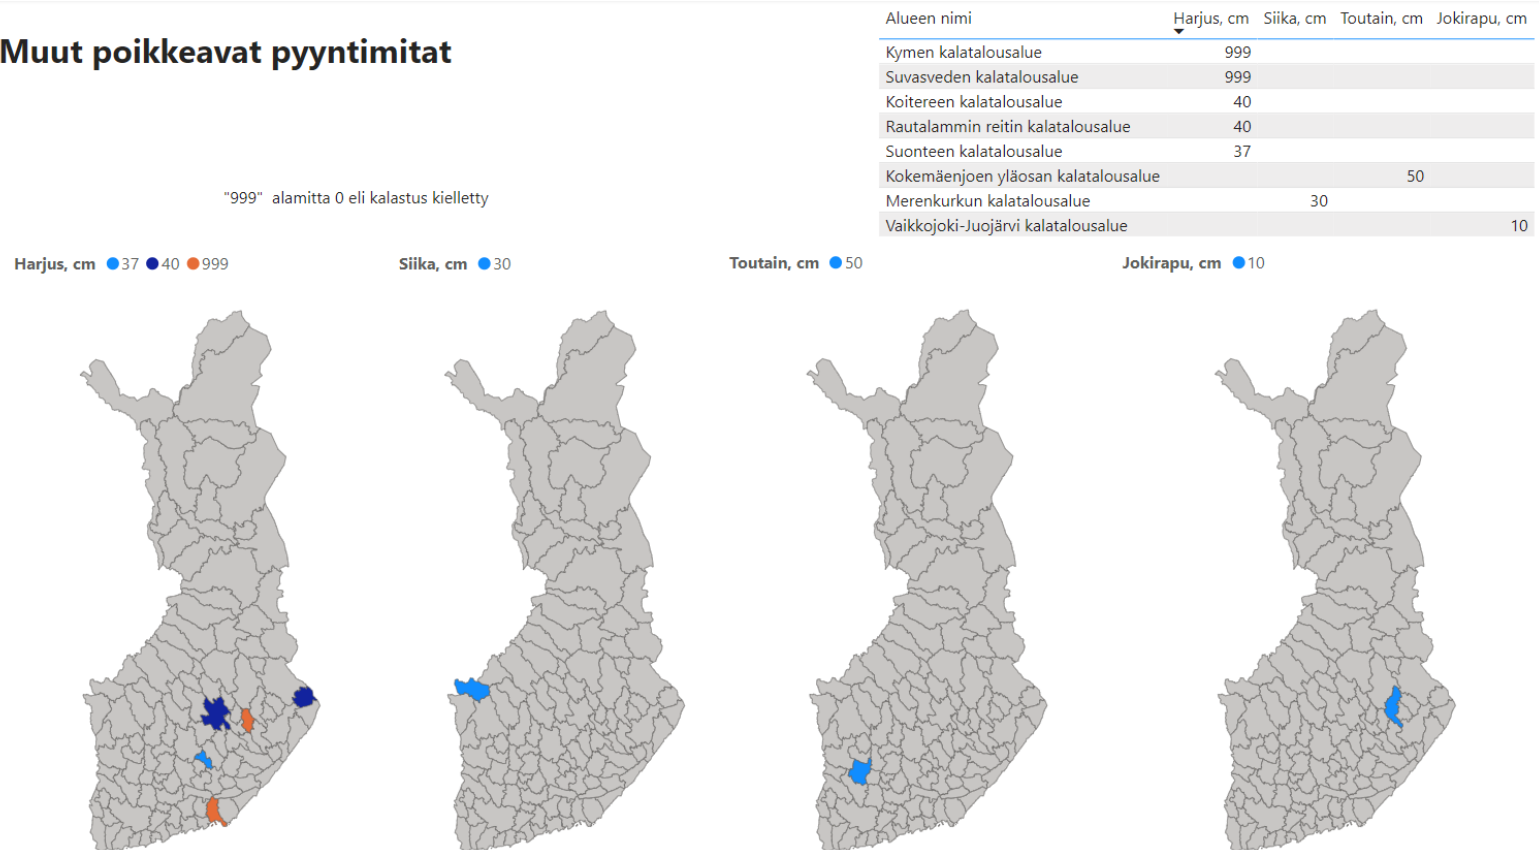 Muut poikkeavat pyyntimitat
"999"  alamitta 0 eli kalastus kielletty
Alueen nimi Harjus, cm Siika, cm Toutain, cm Jokirapu, cm
Kymen kalatalousalue 999
Suvasveden kalatalousalue 999
Koitereen kalatalousalue 40
Rautalammin reitin kalatalousalue 40
Suonteen kalatalousalue 37
Kokemäenjoen yläosan kalatalousalue 50
Merenkurkun kalatalousalue 30
Vaikkojoki-Juojärvi kalatalousalue 10
Harjus, cm 37 40 999
Siika, cm 30
Toutain, cm 50
Jokirapu, cm 10